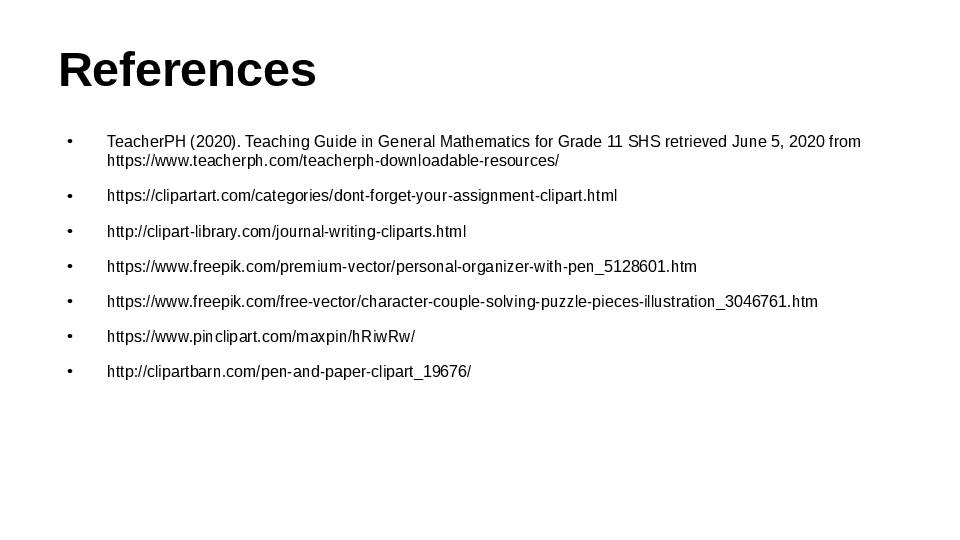 References
• TeacherPH (2020). Teaching Guide in General Mathematics for Grade 11 SHS retrieved June 5, 2020 from
https://www.teacherph.com/teacherph-downloadable-resources/
• https://clipartart.com/categories/dont-forget-your-assignment-clipart.html
• http://clipart-library.com/journal-writing-cliparts.html
• https://www.freepik.com/premium-vector/personal-organizer-with-pen_5128601.htm
• https://www.freepik.com/free-vector/character-couple-solving-puzzle-pieces-illustration_3046761.htm
• https://www.pinclipart.com/maxpin/hRiwRw/
• http://clipartbarn.com/pen-and-paper-clipart_19676/